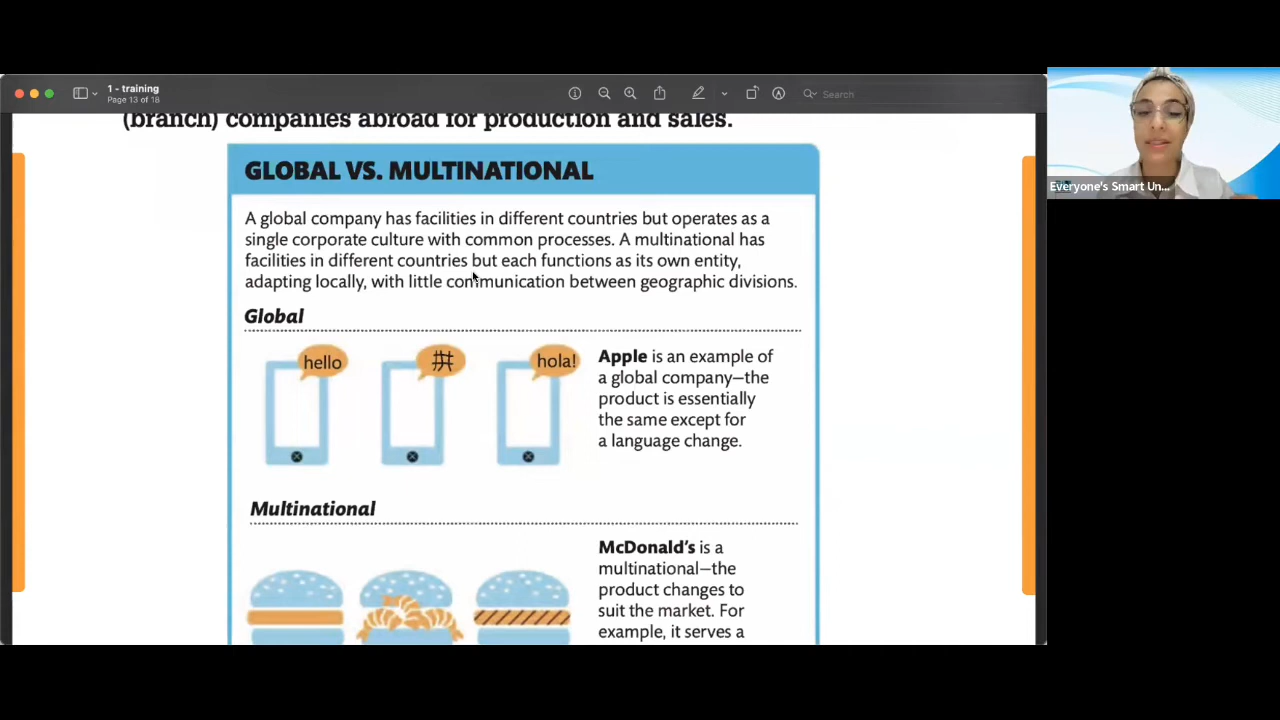 1 - training
Page 13 of 18
Search
(branch) companies abroad for production and sales.
GLOBAL VS. MULTINATIONAL
A global company has facilities in different countries but operates as a
single corporate culture with common processes. A multinational has
facilities in different countries but each functions as its own entity,
adapting locally, with little communication between geographic divisions.
Global
hello
井
hola!
Apple is an example of
a global company—the
product is essentially
the same except for
a language change.
Multinational
McDonald's is a
multinational—the
product changes to
suit the market. For
example, it serves a
Everyone's Smart Un...